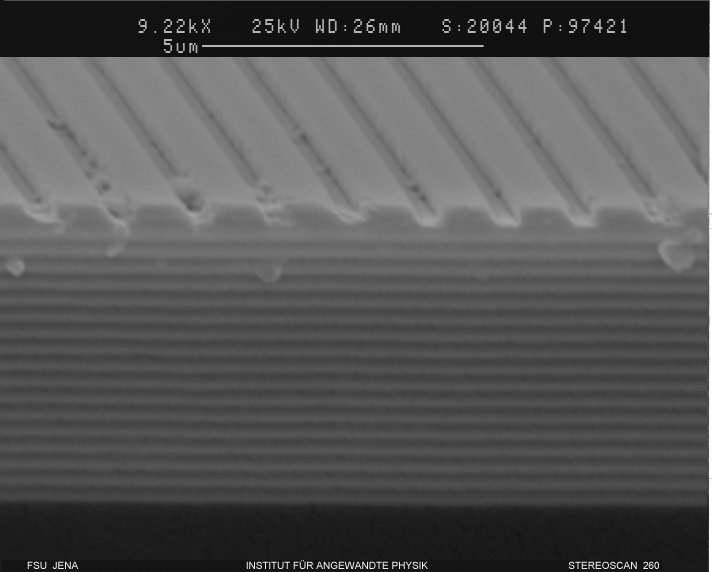 9.22kX 25kV WD:26mm S:20044 P:97421
5um
FSU JENA INSTITUT FÜR ANGEWANDTE PHYSIK STEREOSCAN 260